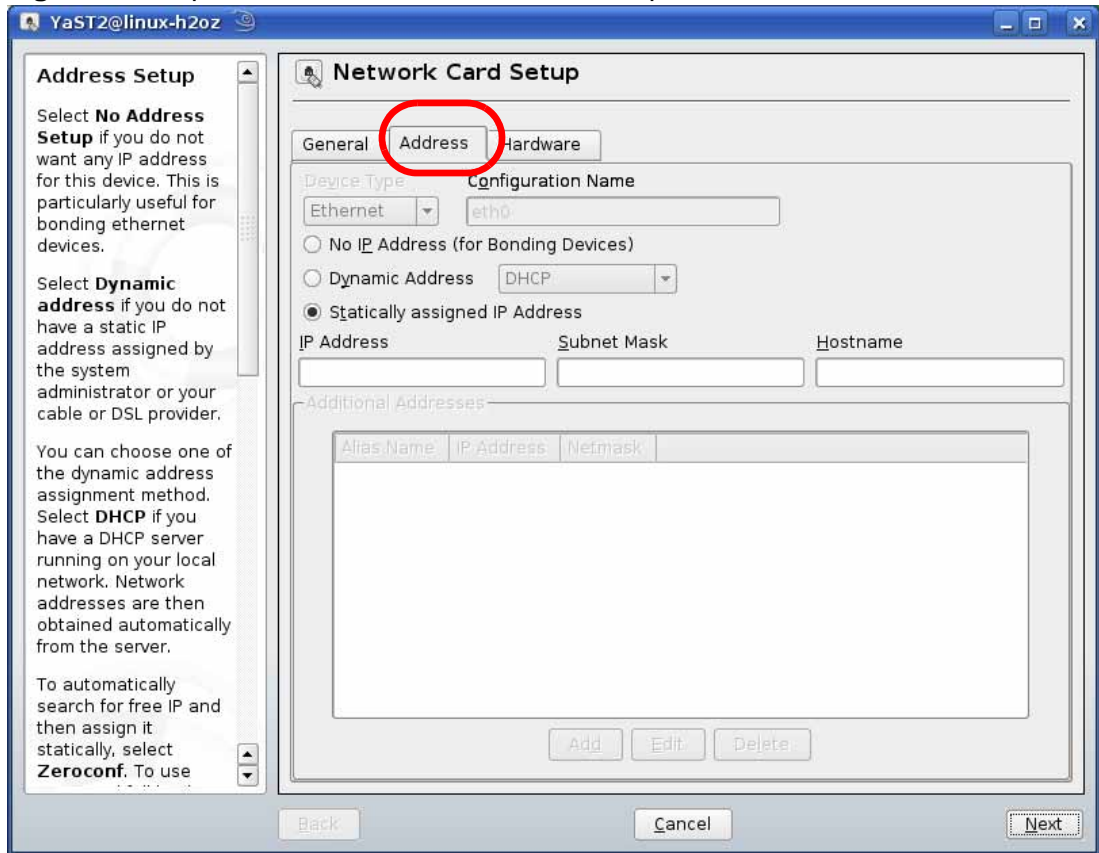 YaST2@linux-h2oz
Address Setup
Select No Address
Setup if you do not
want any IP address
for this device. This is
particularly useful for
bonding ethernet
devices.
Select Dynamic
address if you do not
have a static IP
address assigned by
the system
administrator or your
cable or DSL provider.
You can choose one of
the dynamic address
assignment method.
Select DHCP if you
have a DHCP server
running on your local
network. Network
addresses are then
obtained automatically
from the server.
To automatically
search for free IP and
then assign it
statically, select
Zeroconf. To use
Network Card Setup
General Address Hardware
Device Type Configuration Name
Ethernet eth0
No IP Address (for Bonding Devices)
Dynamic Address DHCP
Statically assigned IP Address
IP Address Subnet Mask Hostname
Additional Addresses
Alias Name IP Address Netmask
Add Edit Delete
Back Cancel Next